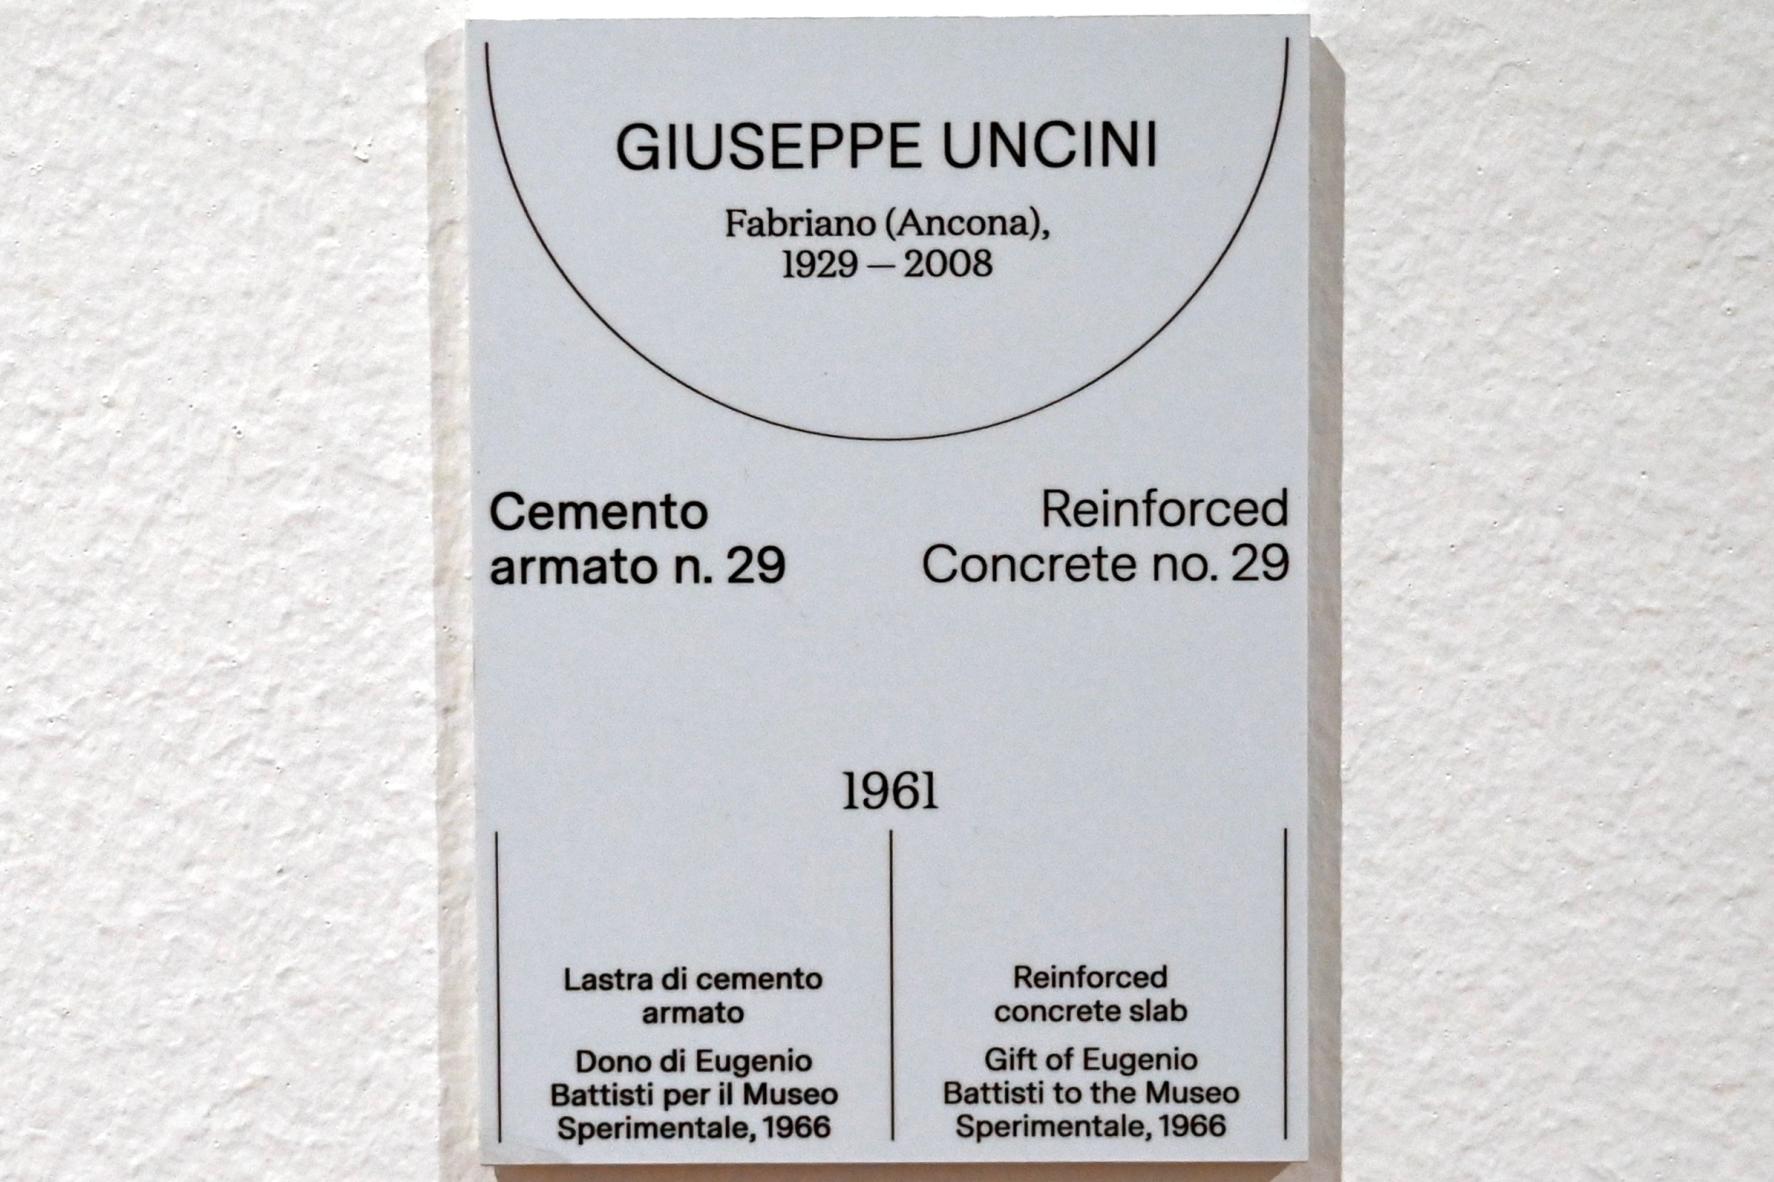 GIUSEPPE UNCINI
Fabriano (Ancona),
1929 — 2008
Cemento
armato n. 29
Reinforced
Concrete no. 29
1961
Lastra di cemento
armato
Dono di Eugenio
Battisti per il Museo
Sperimentale, 1966
Reinforced
concrete slab
Gift of Eugenio
Battisti to the Museo
Sperimentale, 1966